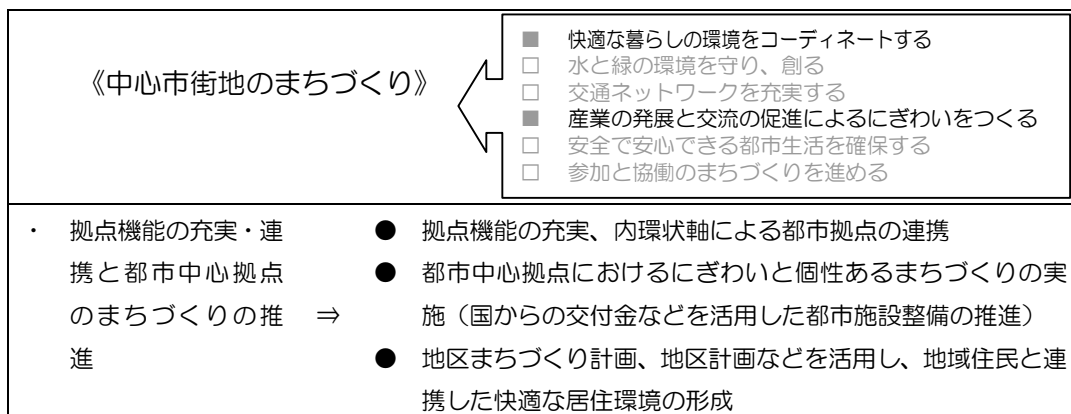 《中心市街地のまちづくり》
■ 快適な暮らしの環境をコーディネートする
□ 水と緑の環境を守り、創る
□ 交通ネットワークを充実する
■ 産業の発展と交流の促進によるにぎわいをつくる
□ 安全で安心できる都市生活を確保する
□ 参加と協働のまちづくりを進める
・ 拠点機能の充実・連
携と都市中心拠点
のまちづくりの推
進
⇒
● 拠点機能の充実、内環状軸による都市拠点の連携
● 都市中心拠点におけるにぎわいと個性あるまちづくりの実
施（国からの交付金などを活用した都市施設整備の推進）
● 地区まちづくり計画、地区計画などを活用し、地域住民と連
携した快適な居住環境の形成